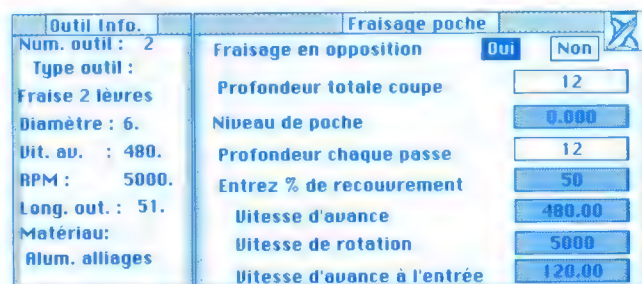 Outil Info.
Num. outil : 2
Type outil :
Fraise 2 lèvres
Diamètre : 6.
Vit. av. : 480.
RPM : 5000.
Long. out. : 51.
Matériau:
Alum. alliages
Fraisage poche
Fraisage en opposition Oui Non
Profondeur totale coupe 12
Niveau de poche 0.000
Profondeur chaque passe 12
Entrez % de recouvrement 50
Vitesse d'avance 480.00
Vitesse de rotation 5000
Vitesse d'avance à l'entrée 120.00